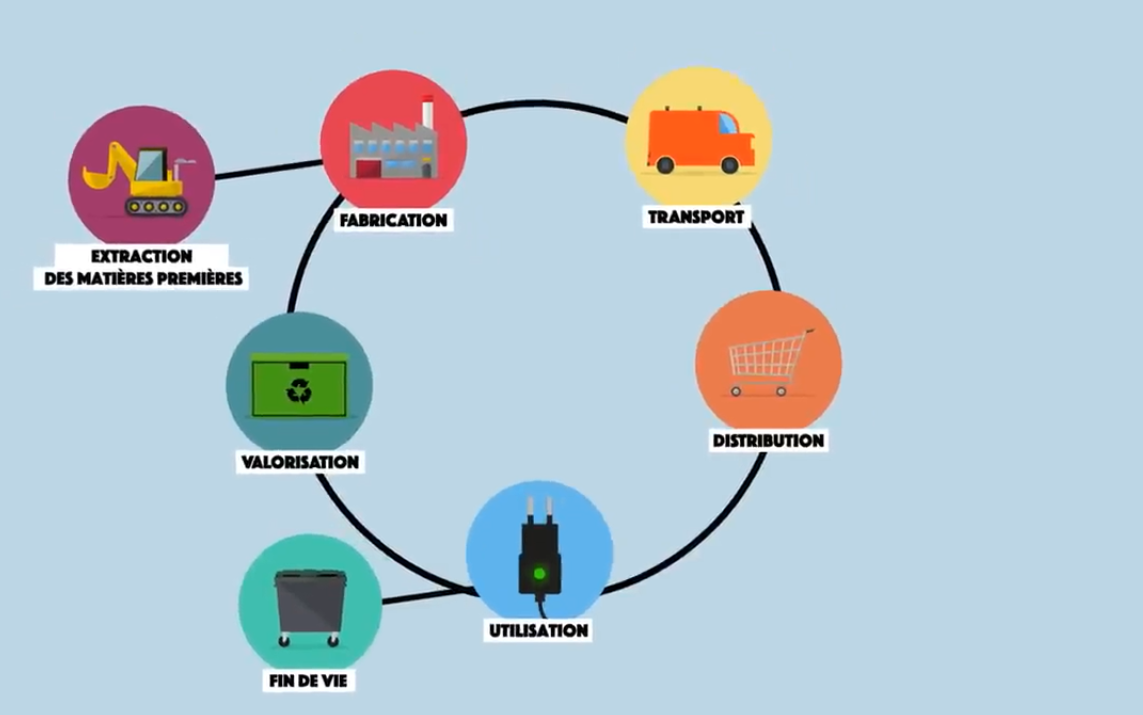 FABRICATION
TRANSPORT
EXTRACTION
DES MATIÈRES PREMIÈRES
DISTRIBUTION
VALORISATION
UTILISATION
FIN DE VIE